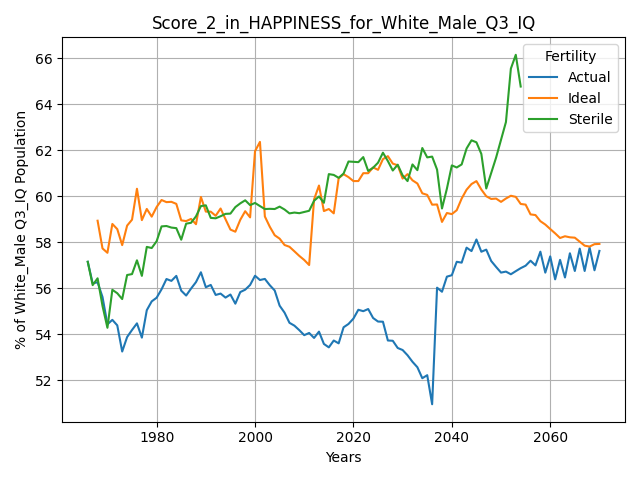 Score_2_in_HAPPINESS_for_White_Male_Q3_IQ
% of White_Male Q3_IQ Population
66
64
62
60
58
56
54
52
Fertility
Actual
Ideal
Sterile
1980
2000
2020
2040
2060
Years